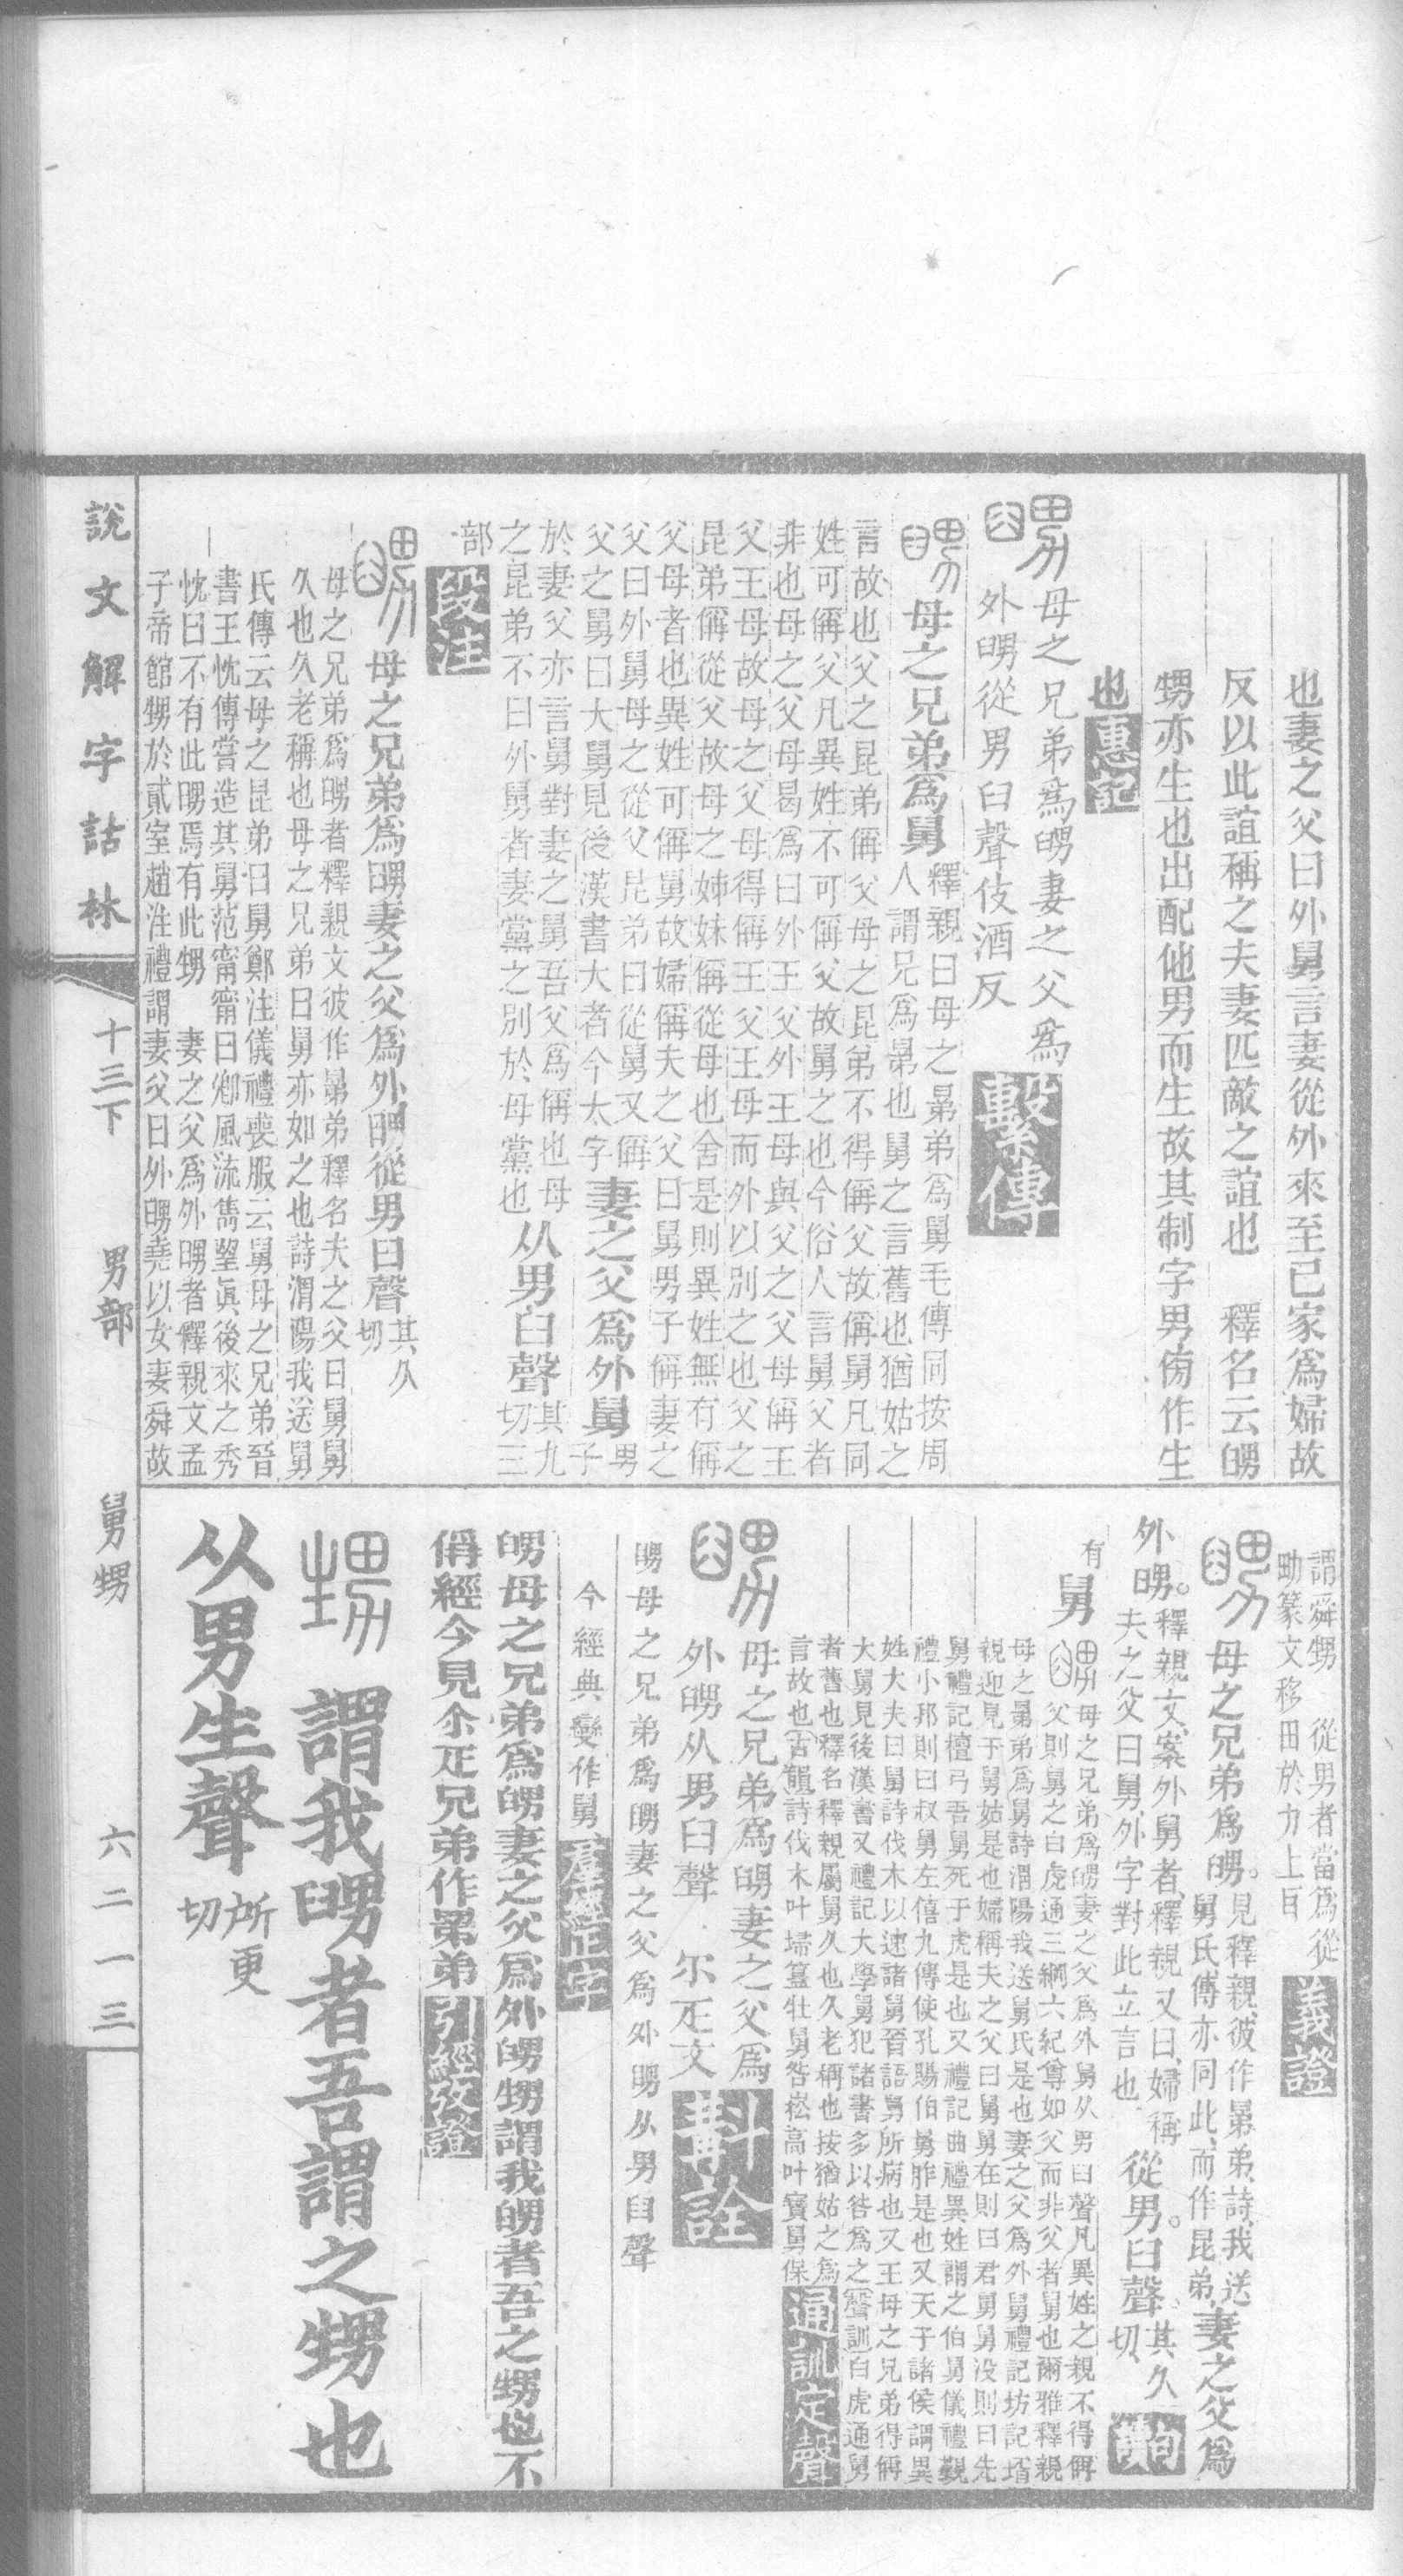 也妻之父曰外舅言妻從外來至已家爲婦故
反以此誼稱之夫妻匹敵之誼也　釋名云䑕
甥亦生也出配他男而生故其制字男傍作生
也惠記
母之兄弟爲舅妻之父爲
外舅從男臼聲伎酒反
繫傳
母之兄弟爲舅
釋親曰母之晜弟爲舅毛傳同按周
人謂兄爲晜也舅之言舊也猶姑之
言故也父之昆弟偁父母之昆弟不得偁父故偁舅凡同
姓可偁父凡異姓不可偁父故舅之也今俗人言舅父者
非也母之父母曷爲曰外王父外王母與父之父母偁王
父王母故母之父母得偁王父王母而外以別之也父之
昆弟偁從父故母之姊妹偁從母也舍是則異姓無有偁
父母者也異姓可偁舅故婦偁夫之父曰舅男子偁妻之
父曰外舅母之從父昆弟曰從舅又偁
父之舅曰大舅見後漢書大者今太字
妻之父爲外舅
男
子
於妻父亦言舅對妻之舅吾父爲偁也母
之昆弟不曰外舅者妻黨之別於母黨也
从男臼聲
其九
切三
部
段注
母之兄弟爲舅妻之父爲外舅從男臼聲
其久
切
母之兄弟爲舅者釋親文彼作晜弟釋名夫之父曰舅舅
久也久老稱也母之兄弟曰舅亦如之也詩渭陽我送舅
氏傳云母之昆弟曰舅鄭注儀禮喪服云舅母之兄弟晉
書王忱傳嘗造其舅范甯甯曰卿風流雋望眞後來之秀
忱曰不有此舅焉有此甥　妻之父爲外舅者釋親文孟
子帝館甥於貳室趙注禮謂妻父曰外舅堯以女妻舜故
說文解字詁林
十三下
男部
舅甥
六二一三
謂舜甥　從男者當爲從
㽕篆文移田於力上臼
義證
母之兄弟爲舅。
見釋親、彼作晜弟、詩、我送
舅氏傳亦同此、而作昆弟、
妻之父爲
外舅。
釋親文、案外舅者、釋親又曰、婦稱
夫之父曰舅、外字對此立言也、
從男。臼聲。
其久
切、
句讀
有
舅
母之兄弟爲舅妻之父爲外舅从男臼聲凡異姓之親不得偁
父則舅之白虎通三綱六紀尊如父而非父者舅也爾雅釋親
母之晜弟爲舅詩渭陽我送舅氏是也妻之父爲外舅禮記坊記壻
親迎見于舅姑是也婦稱夫之父曰舅舅在則曰君舅舅没則曰先
舅禮記檀弓吾舅死于虎是也又禮記曲禮異姓謂之伯舅儀禮覲
禮小邦則曰叔舅左僖九傳使孔賜伯舅胙是也又天子諸侯謂異
姓大夫曰舅詩伐木以速諸舅晉語舅所病也又王母之兄弟得偁
大舅見後漢書又禮記大學舅犯諸書多以咎爲之聲訓白虎通舅
者舊也釋名釋親屬舅久也久老稱也按猶姑之爲
言故也古韻詩伐木叶埽簋牡舅咎崧高叶寶舅保
通訓定聲
母之兄弟爲舅妻之父爲
外舅从男臼聲　尔疋文
斠詮
舅母之兄弟爲舅妻之父爲外舅从男臼聲
今經典變作舅
羣經正字
舅母之兄弟爲舅妻之父爲外舅甥謂我舅者吾之甥也不
偁經今見尒疋兄弟作晜弟
引經攷證
謂我舅者吾謂之甥也
从男生聲
所更
切